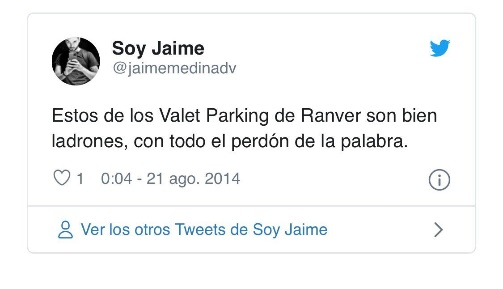 Soy Jaime
@jaimemedinadv
Estos de los Valet Parking de Ranver son bien
ladrones, con todo el perdón de la palabra.
1 0:04 - 21 ago. 2014
Ver los otros Tweets de Soy Jaime